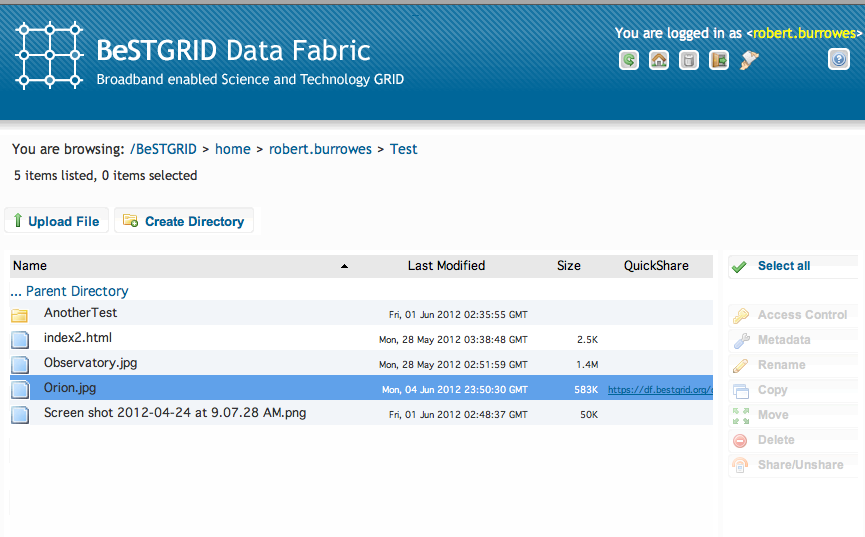 BeSTGRID Data Fabric
Broadband enabled Science and Technology GRID
You are logged in as <robert.burrowes>
You are browsing: /BeSTGRID > home > robert.burrowes > Test
5 items listed, 0 items selected
Upload File Create Directory
Name Last Modified Size QuickShare
Select all
... Parent Directory
AnotherTest Fri, 01 Jun 2012 02:35:55 GMT
Access Control
index2.html Mon, 28 May 2012 03:38:48 GMT 2.5K
Metadata
Observatory.jpg Mon, 28 May 2012 02:51:59 GMT 1.4M
Rename
Orion.jpg Mon, 04 Jun 2012 23:50:30 GMT 583K https://df.bestgrid.org/
Copy
Screen shot 2012-04-24 at 9.07.28 AM.png Fri, 01 Jun 2012 02:48:37 GMT 50K
Move
Delete
Share/Unshare